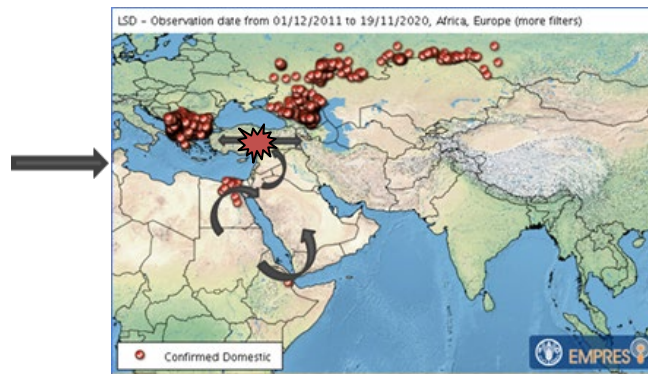 LSD - Observation date from 01/12/2011 to 19/11/2020, Africa, Europe (more filters)
Confirmed Domestic
EMPRES